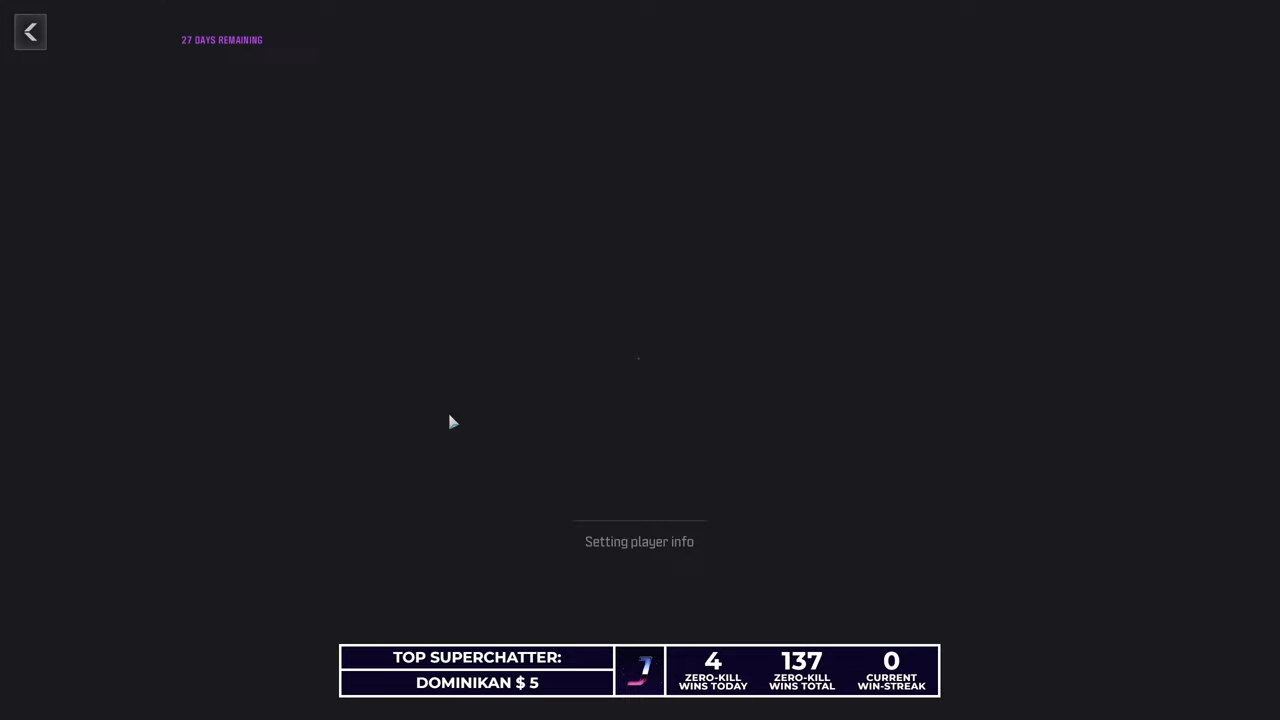 27 DAYS REMAINING
Setting player info
TOP SUPERCHATTER:
DOMINIKAN $ 5
J
4
ZERO-KILL
WINS TODAY
137
ZERO-KILL
WINS TOTAL
0
CURRENT
WIN-STREAK